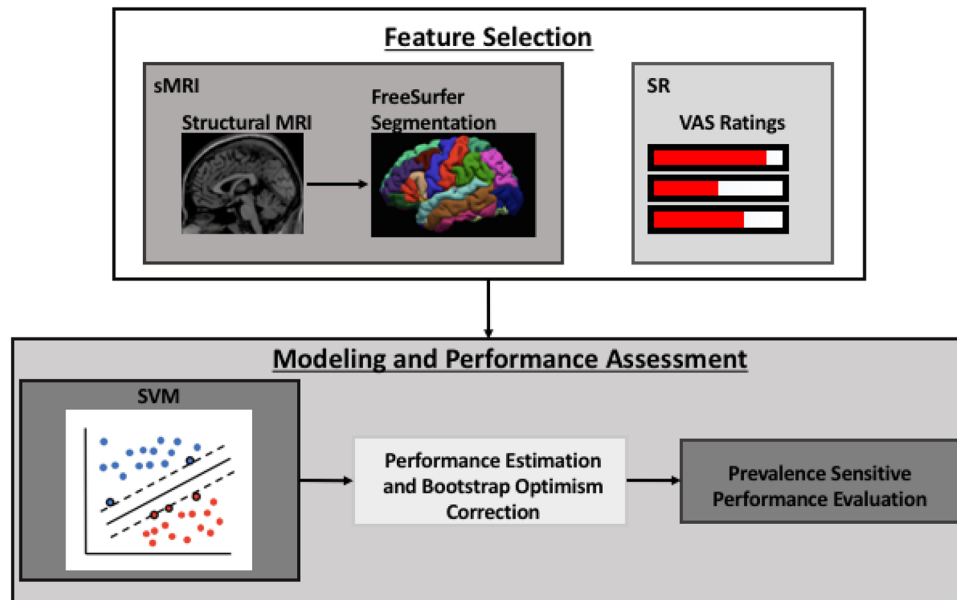 Feature Selection
sMRI
Structural MRI
FreeSurfer
Segmentation
SR
VAS Ratings
Modeling and Performance Assessment
SVM
Performance Estimation
and Bootstrap Optimism
Correction
Prevalence Sensitive
Performance Evaluation